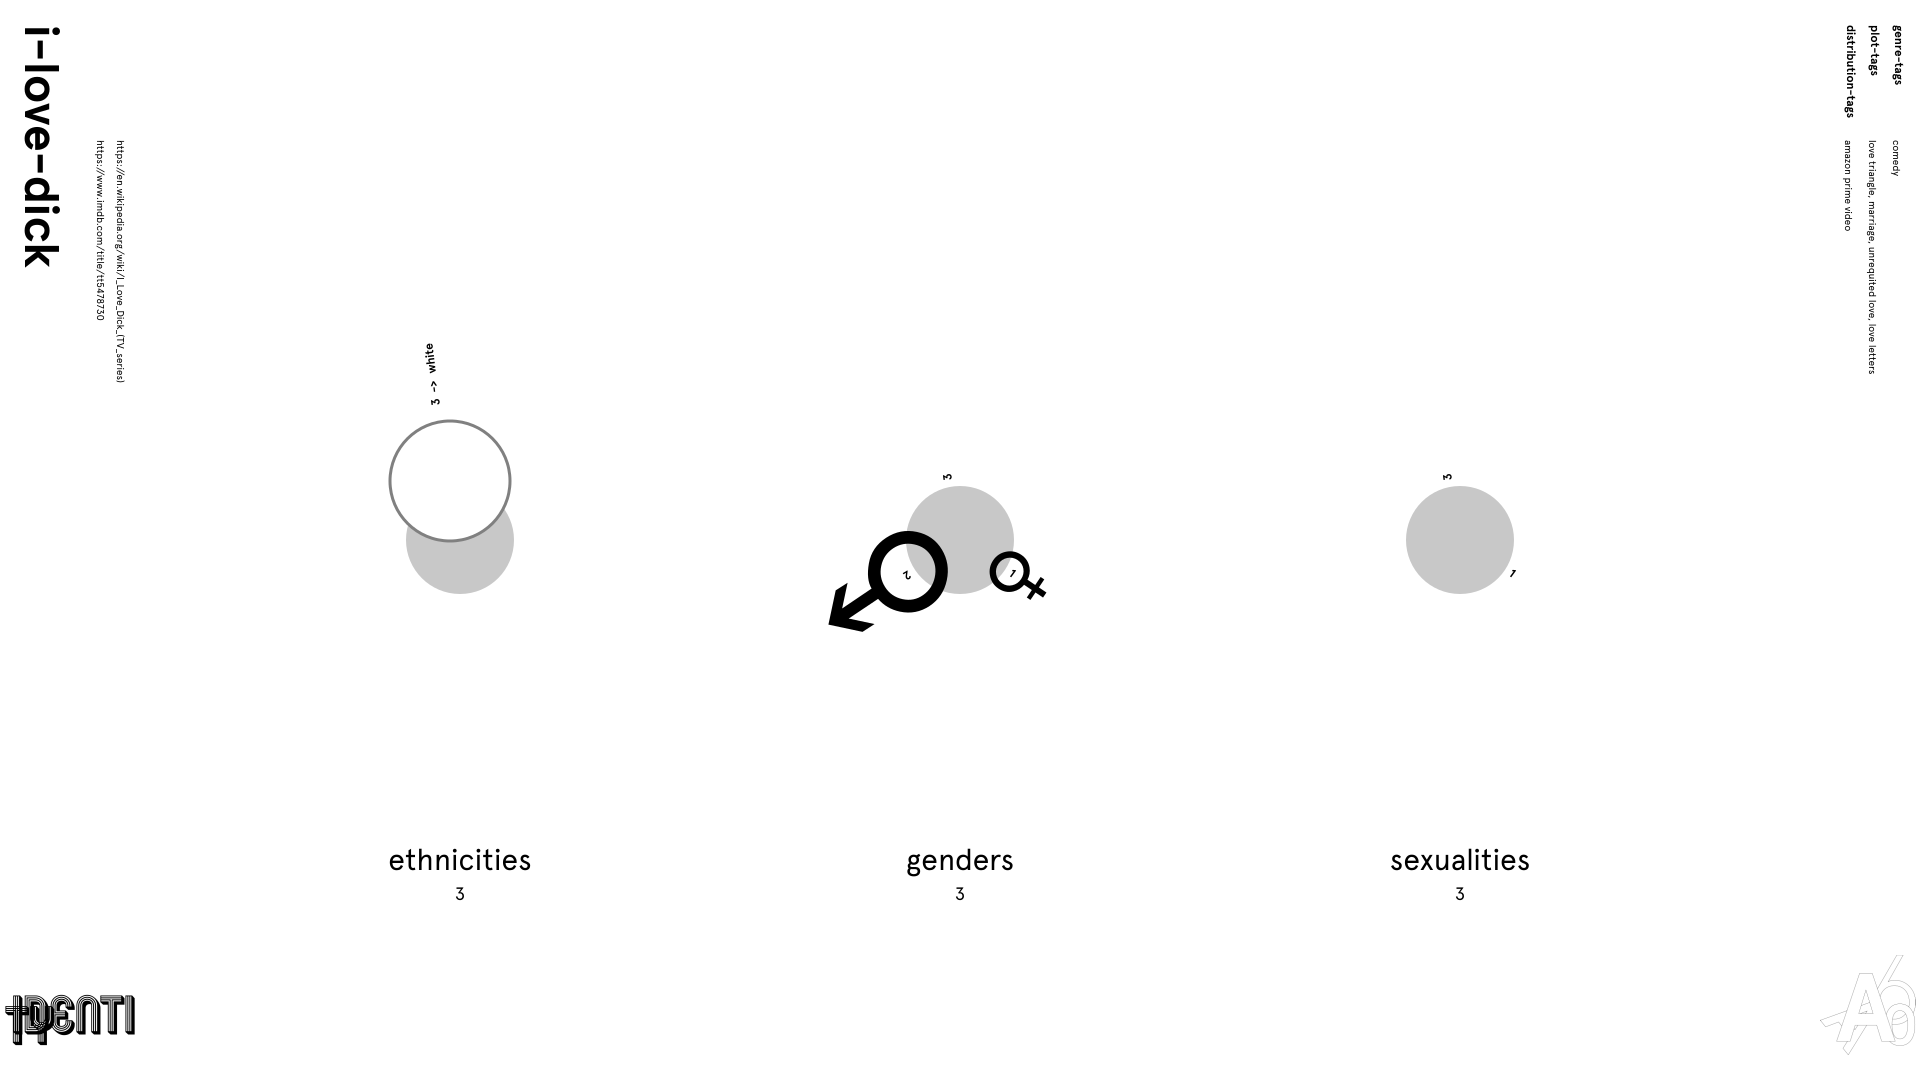 i-love-dick
https://en.wikipedia.org/wiki/I_Love_Dick_(TV_series)
https://www.imdb.com/title/tt5478730
genre-tags comedy
plot-tags love triangle, marriage, unrequited love, love letters
distribution-tags amazon prime video
3 -> white
3
2
1
3
1
ethnicities
3
genders
3
sexualities
3
IDENTI